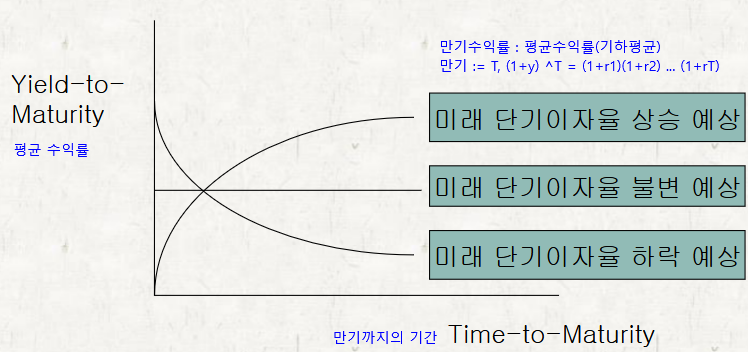 만기수익률 : 평균수익률(기하평균)
만기 := T, (1+y) ^T = (1+r1)(1+r2) ... (1+rT)
Yield-to-
Maturity
평균 수익률
미래 단기이자율 상승 예상
미래 단기이자율 불변 예상
미래 단기이자율 하락 예상
만기까지의 기간 Time-to-Maturity